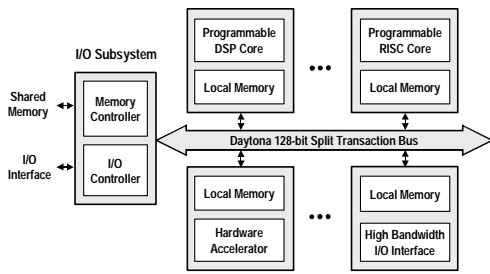 I/O Subsystem
Shared
Memory
I/O
Interface
Memory
Controller
I/O
Controller
Programmable
DSP Core
Local Memory
•••
Programmable
RISC Core
Local Memory
Daytona 128-bit Split Transaction Bus
Local Memory
Hardware
Accelerator
•••
Local Memory
High Bandwidth
I/O Interface